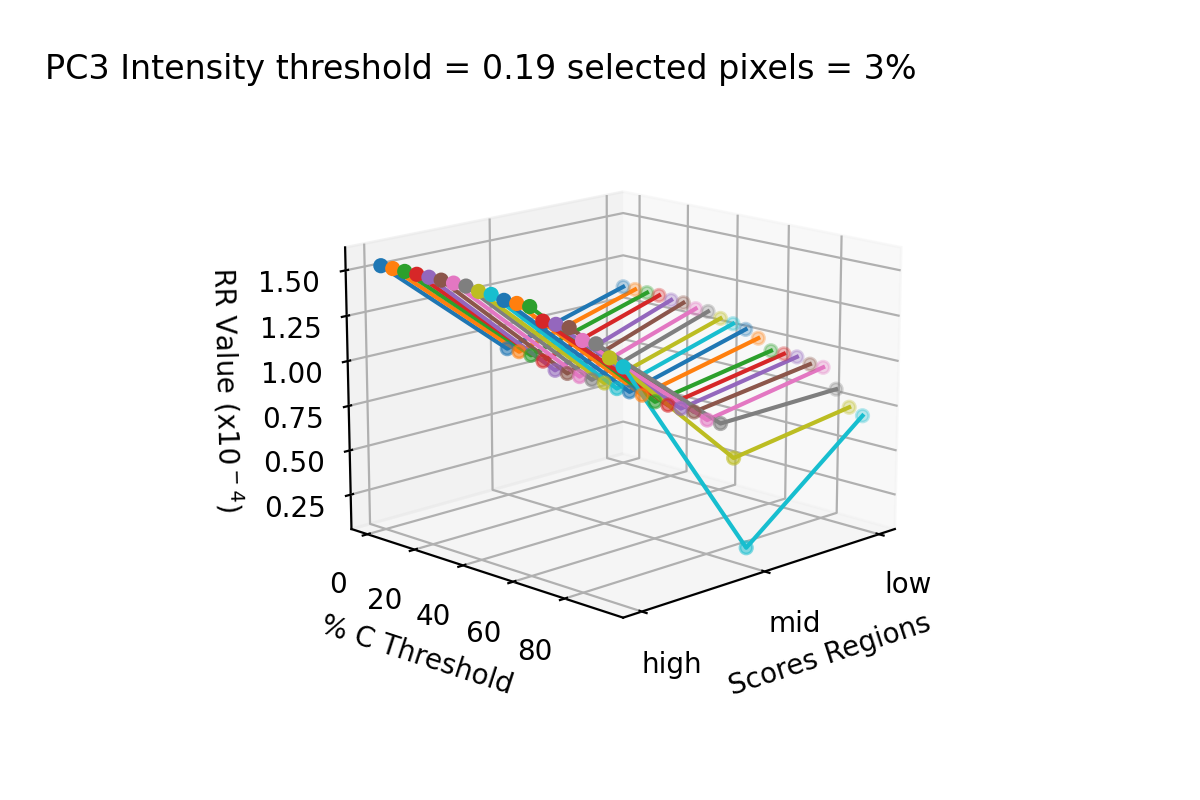 PC3 Intensity threshold = 0.19 selected pixels = 3%
RR Value (x10⁻⁴)
1.50
1.25
1.00
0.75
0.50
0.25
0
20
40
60
80
% C Threshold
high
mid
low
Scores Regions